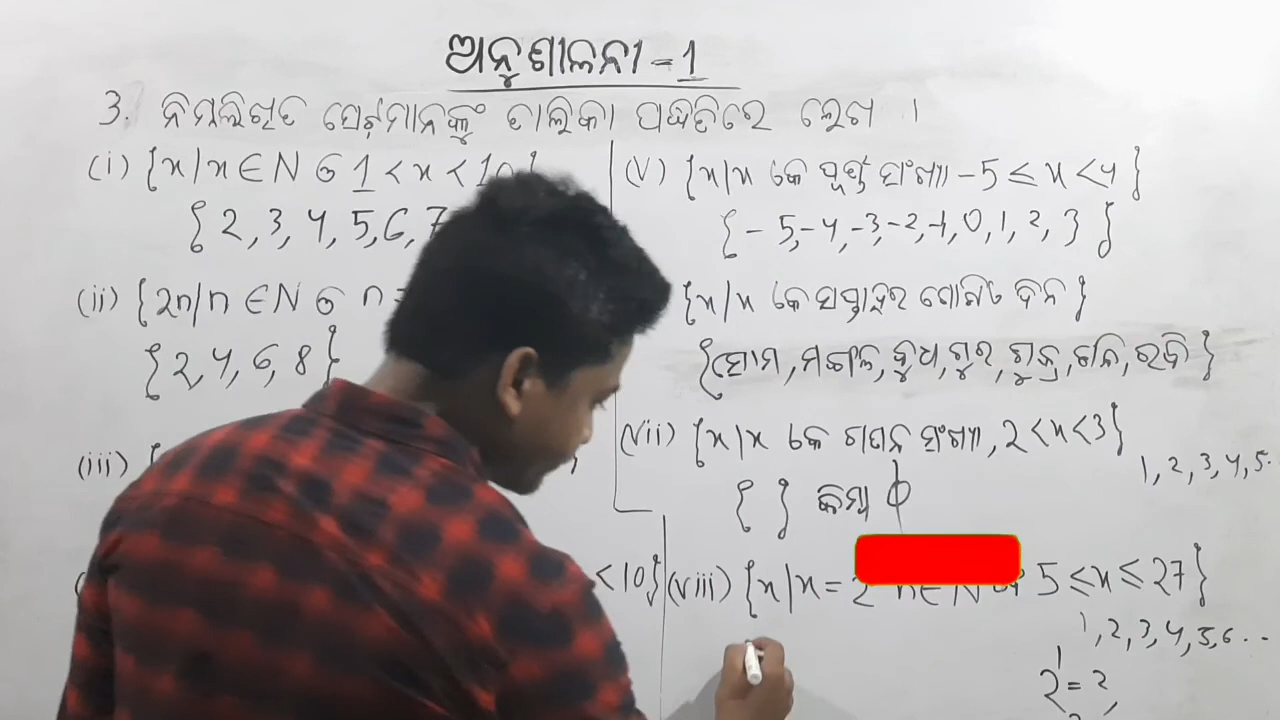 ଅନୁଶୀଳନୀ - 1
3. ନିମ୍ନଲିଖିତ ସେଟ୍‌ମାନଙ୍କୁ ତାଲିକା ପଦ୍ଧତିରେ ଲେଖ ।
(i) {x|x∈N ଓ 1 < x < 10}
{2, 3, 4, 5, 6, 7
(ii) {2n|n∈N ଓ n
{2, 4, 6, 8}
(iii) {
<10}
(v) {x|x ଏକ ପୂର୍ଣ୍ଣ ସଂଖ୍ୟା -5 ≤ x < 4}
{-5, -4, -3, -2, -1, 0, 1, 2, 3}
{x|x ଏକ ସପ୍ତାହର ଗୋଟିଏ ଦିନ}
{ସୋମ, ମଙ୍ଗଳ, ବୁଧ, ଗୁରୁ, ଶୁକ୍ର, ଶନି, ରବି}
(vii) {x|x ଏକ ଗଣନ ସଂଖ୍ୟା, 2 < x < 3}
1, 2, 3, 4, 5..
{ } କିମ୍ବା ϕ
(viii) {x|x = 2 n∈N 5 ≤ x ≤ 27}
1, 2, 3, 4, 5, 6 ..
2¹ = 2,